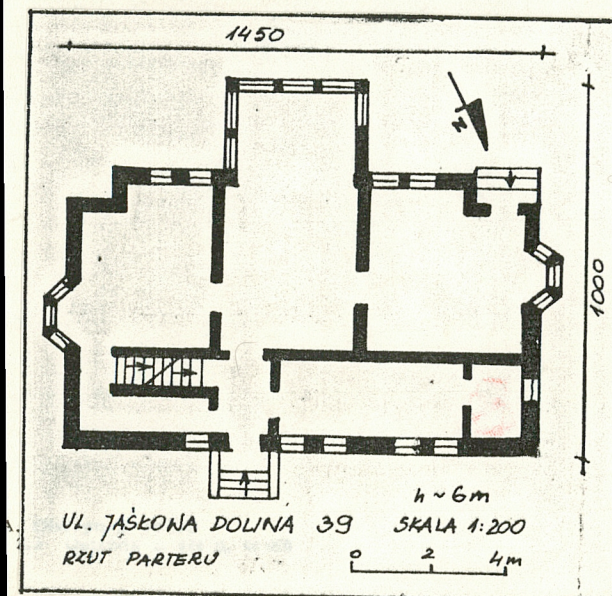 1450
N
1000
h ~ 6m
UL. JAŚKOWA DOLINA 39 SKALA 1:200
RZUT PARTERU
0 2 4m